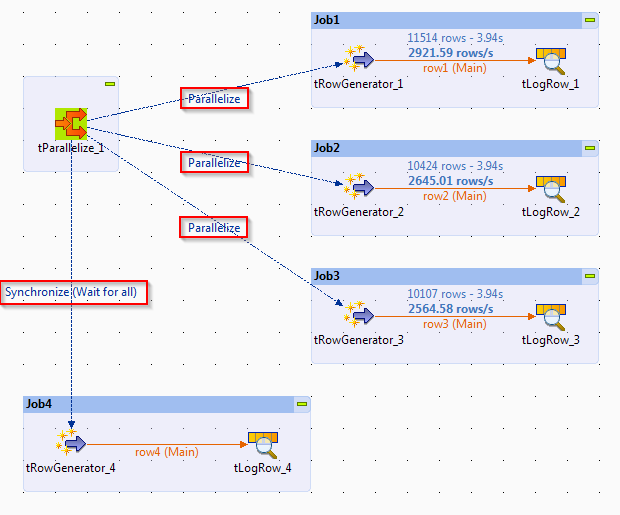 Job1
11514 rows - 3.94s
2921.59 rows/s
row1 (Main)
tRowGenerator_1
tLogRow_1
Parallelize
tParallelize_1
Job2
10424 rows - 3.94s
2645.01 rows/s
row2 (Main)
tRowGenerator_2
tLogRow_2
Parallelize
Parallelize
Job3
10107 rows - 3.94s
2564.58 rows/s
row3 (Main)
tRowGenerator_3
tLogRow_3
Synchronize (Wait for all)
Job4
row4 (Main)
tRowGenerator_4
tLogRow_4